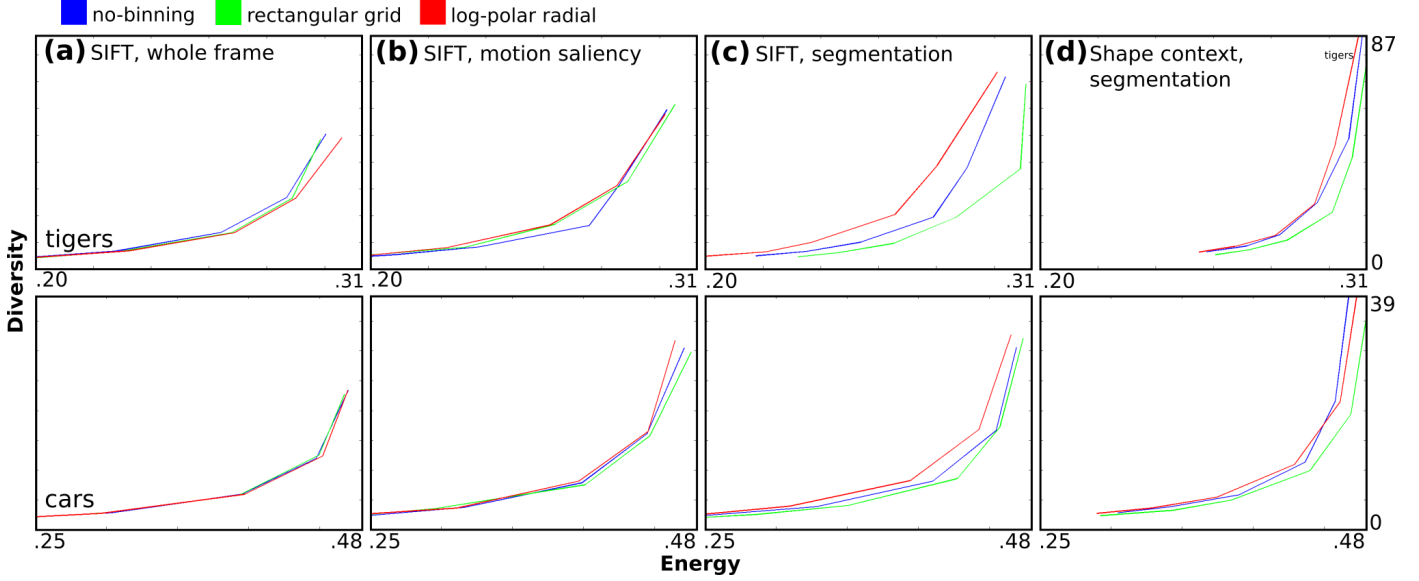 no-binning rectangular grid log-polar radial
(a) SIFT, whole frame
(b) SIFT, motion saliency
(c) SIFT, segmentation
(d) Shape context,
segmentation
tigers
87
tigers
0
.20 .31 .20 .31 .20 .31
Diversity
39
cars
0
.25 .48 .25 .48 .25 .48 .25 .48
Energy